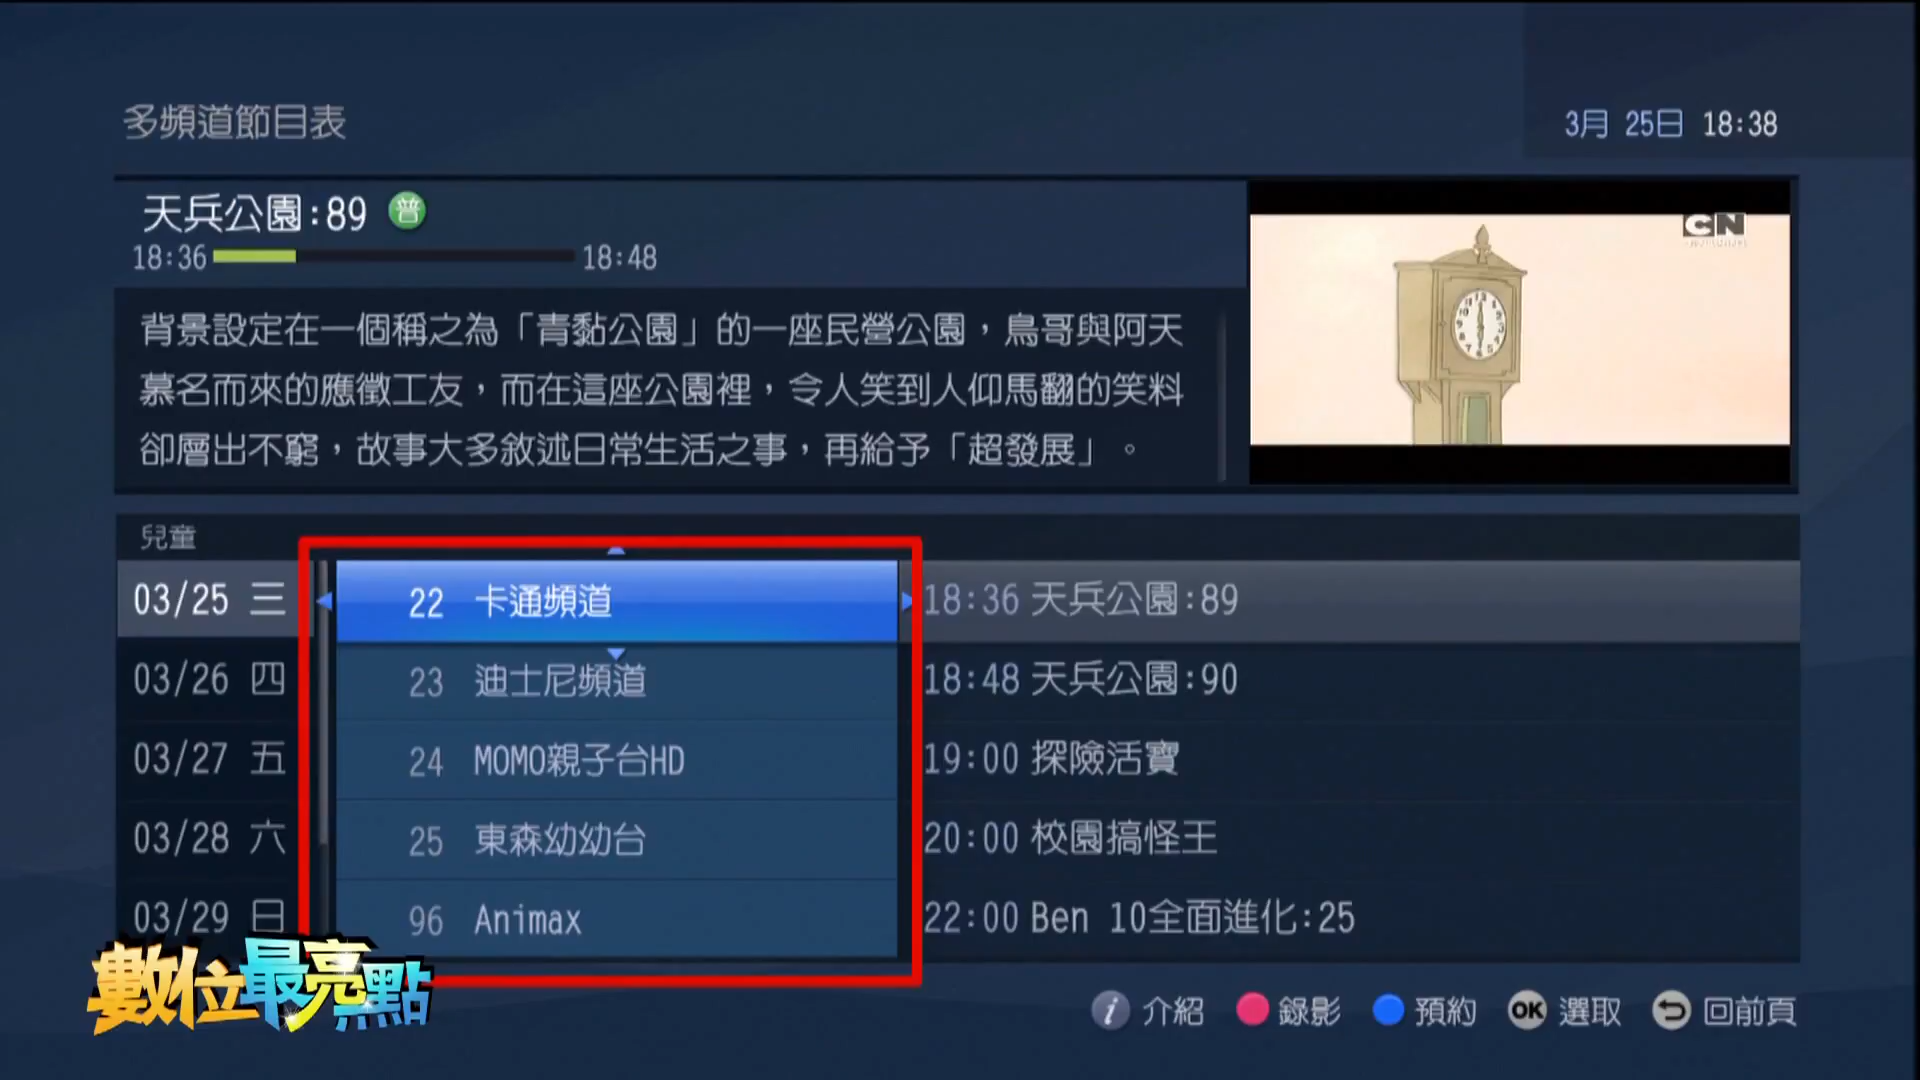 多頻道節目表
3月 25日 18:38
天兵公園:89 普
18:36 18:48
CN
背景設定在一個稱之為「青黏公園」的一座民營公園，鳥哥與阿天
慕名而來的應徵工友，而在這座公園裡，令人笑到人仰馬翻的笑料
卻層出不窮，故事大多敘述日常生活之事，再給予「超發展」。
兒童
03/25 三 22 卡通頻道 18:36 天兵公園:89
03/26 四 23 迪士尼頻道 18:48 天兵公園:90
03/27 五 24 MOMO親子台HD 19:00 探險活寶
03/28 六 25 東森幼幼台 20:00 校園搞怪王
03/29 日 96 Animax 22:00 Ben 10全面進化:25
數位最亮點
i 介紹 錄影 預約 OK 選取 回前頁